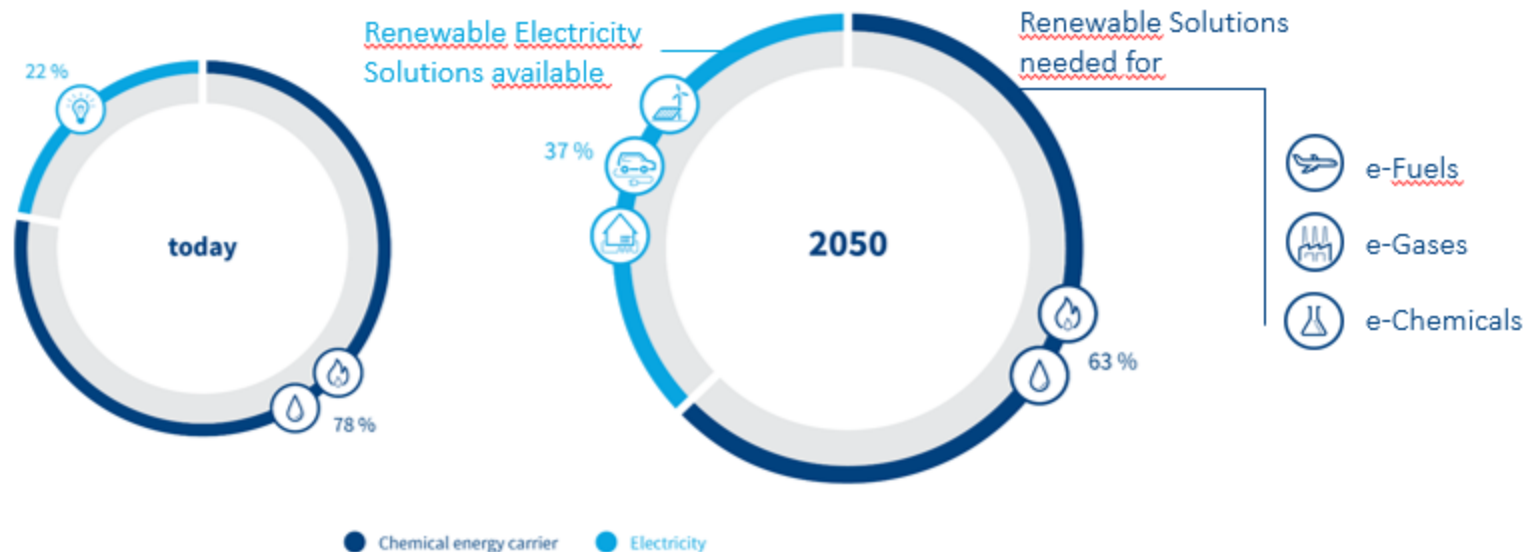 22 %
today
78 %
Renewable Electricity
Solutions available
37 %
2050
63 %
Renewable Solutions
needed for
e-Fuels
e-Gases
e-Chemicals
Chemical energy carrier
Electricity